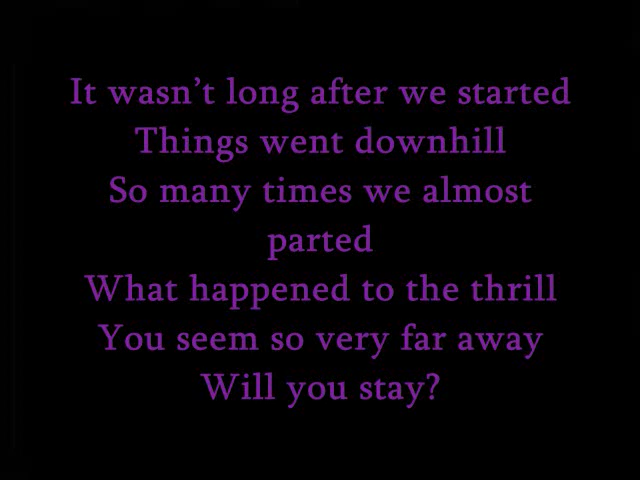 It wasn’t long after we started
Things went downhill
So many times we almost
parted
What happened to the thrill
You seem so very far away
Will you stay?